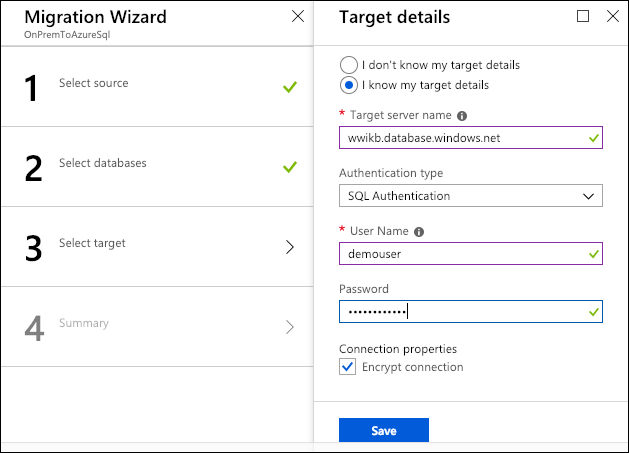 Migration Wizard
OnPremToAzureSql
1 Select source
2 Select databases
3 Select target
4 Summary
Target details
I don't know my target details
I know my target details
* Target server name
wwikb.database.windows.net
Authentication type
SQL Authentication
* User Name
demouser
Password
••••••••••••
Connection properties
Encrypt connection
Save